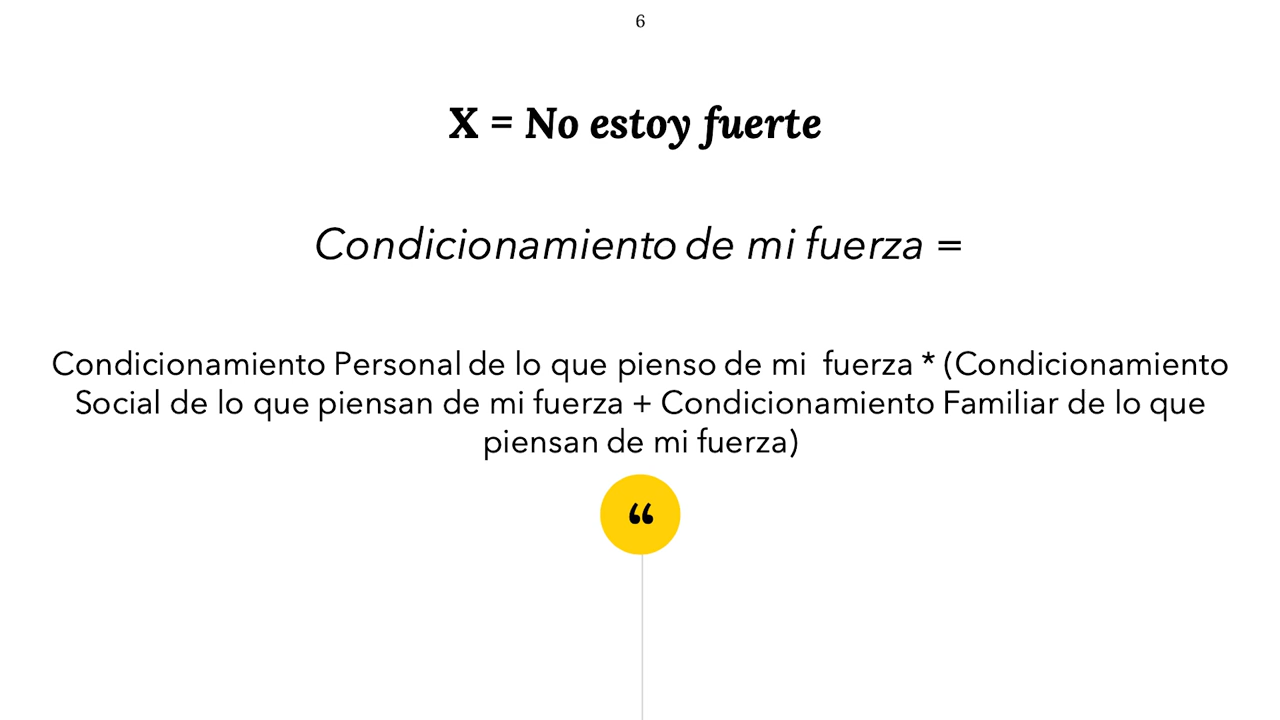 6
X = No estoy fuerte
Condicionamiento de mi fuerza =
Condicionamiento Personal de lo que pienso de mi fuerza * (Condicionamiento
Social de lo que piensan de mi fuerza + Condicionamiento Familiar de lo que
piensan de mi fuerza)
“